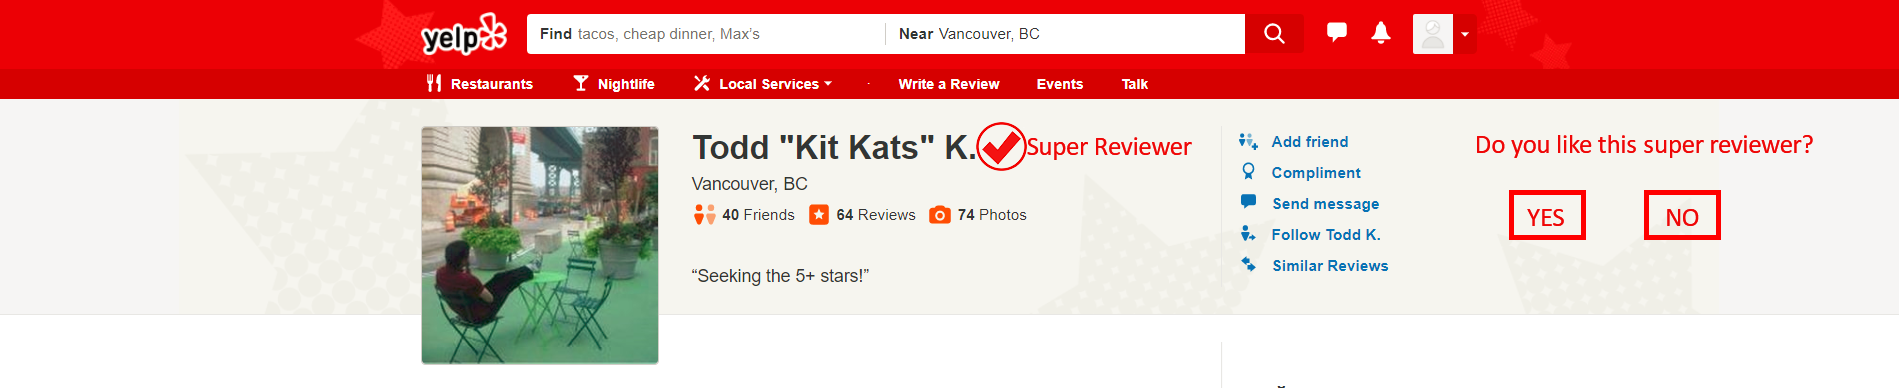 yelp
Find tacos, cheap dinner, Max's
Near Vancouver, BC
Restaurants
Nightlife
Local Services
Write a Review
Events
Talk
Todd "Kit Kats" K.
Super Reviewer
Vancouver, BC
40 Friends
64 Reviews
74 Photos
“Seeking the 5+ stars!”
Add friend
Compliment
Send message
Follow Todd K.
Similar Reviews
Do you like this super reviewer?
YES
NO